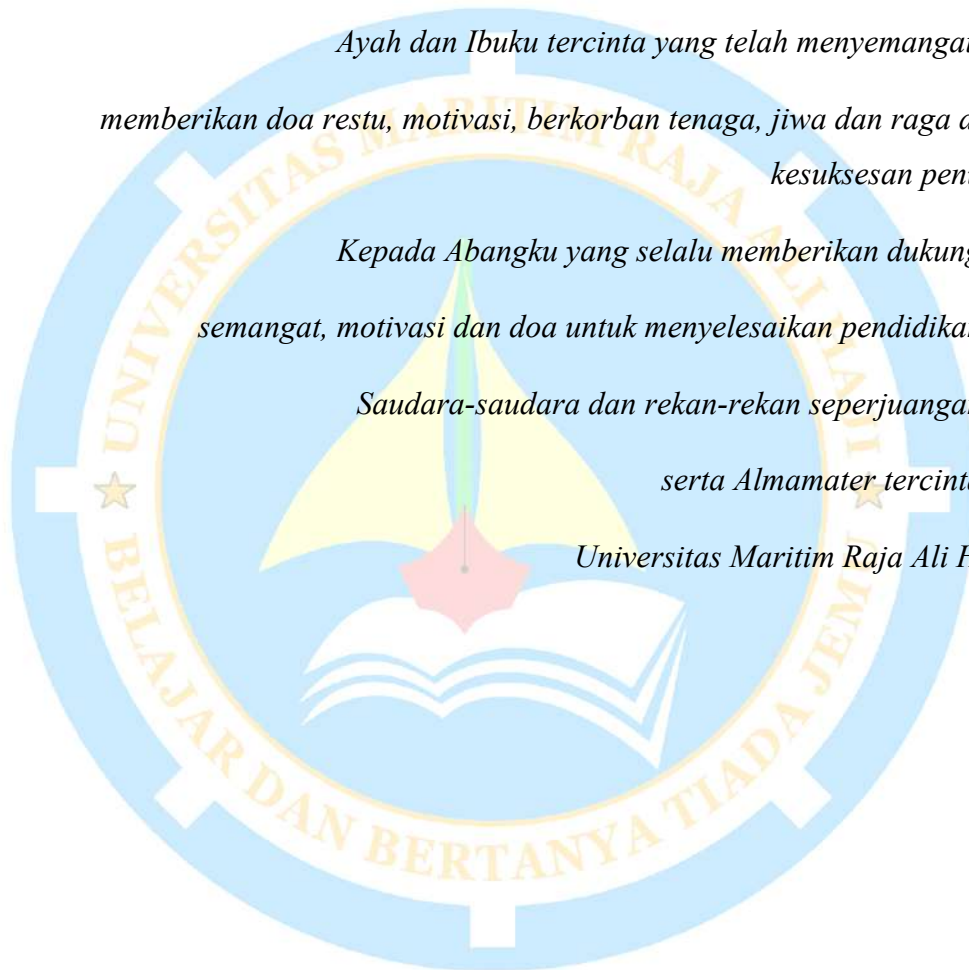 Ayah dan Ibuku tercinta yang telah menyemangat
memberikan doa restu, motivasi, berkorban tenaga, jiwa dan raga
kesuksesan
Kepada Abangku yang selalu memberikan
semangat, motivasi dan doa untuk menyelesaikan
Saudara-saudara dan rekan-rekan
serta Almamater
Universitas Maritim Raja Ali
UNIVERSITAS MARITIM RAJA ALI HAJI
BELAJAR DAN BERTANYA TIADA JEMU